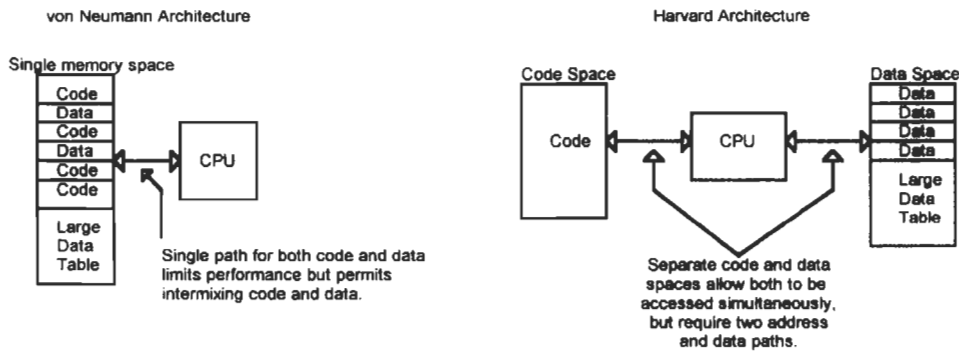 von Neumann Architecture
Single memory space
Code
Data
Code
Data
Code
Code
Large
Data
Table
CPU
Single path for both code and data
limits performance but permits
intermixing code and data.
Harvard Architecture
Code Space
Code
CPU
Data Space
Data
Data
Data
Data
Large
Data
Table
Separate code and data
spaces allow both to be
accessed simultaneously,
but require two address
and data paths.